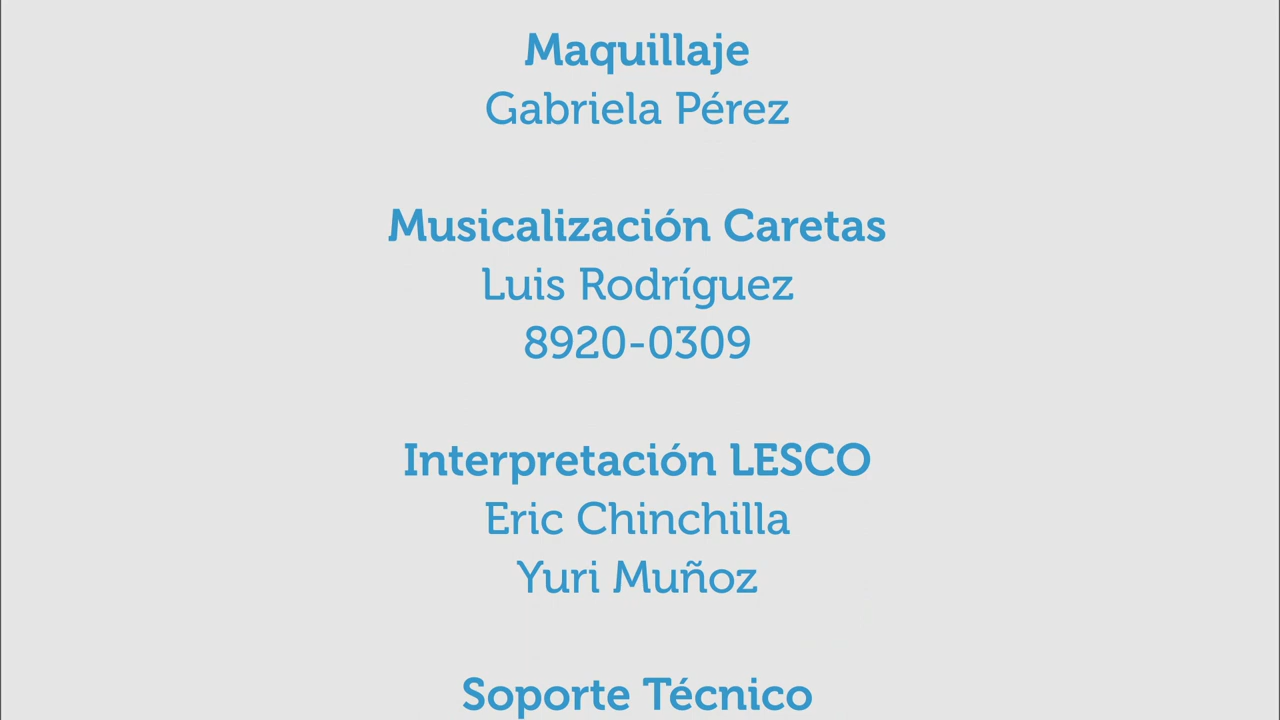 Maquillaje
Gabriela Pérez
Musicalización Caretas
Luis Rodríguez
8920-0309
Interpretación LESCO
Eric Chinchilla
Yuri Muñoz
Soporte Técnico